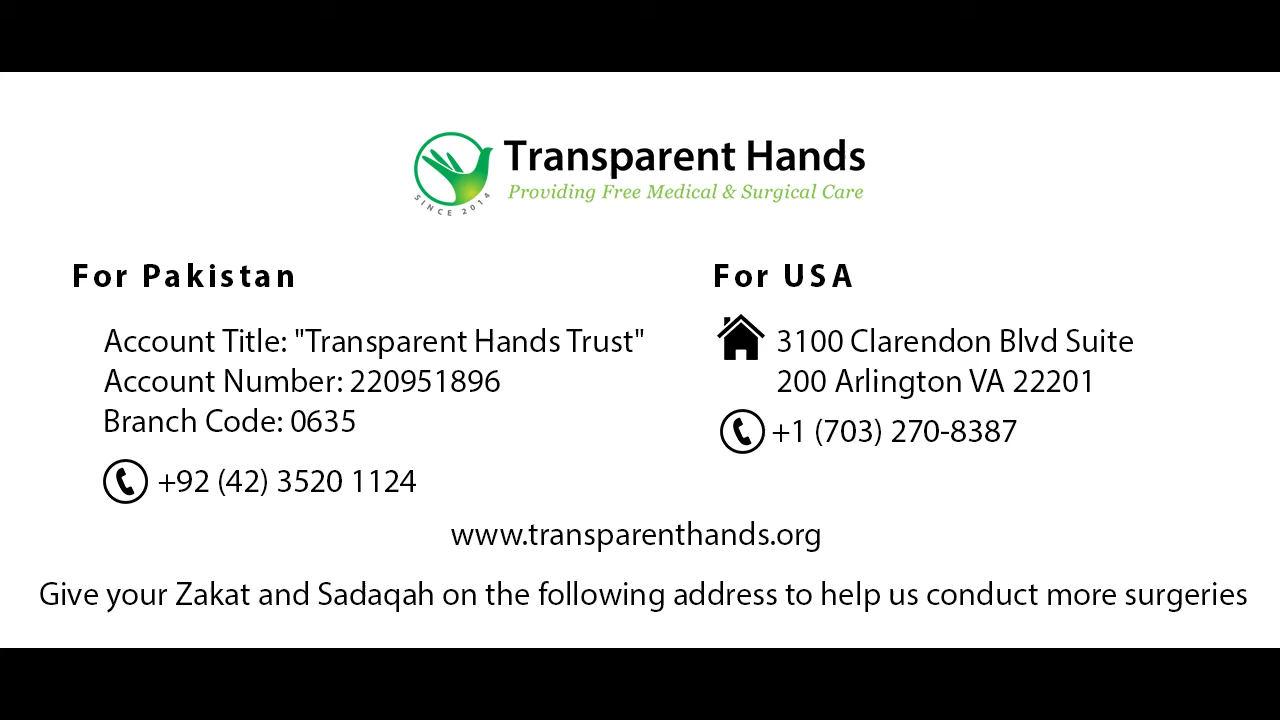 Transparent Hands
Providing Free Medical & Surgical Care
SINCE 2014
For Pakistan
Account Title: "Transparent Hands Trust"
Account Number: 220951896
Branch Code: 0635
+92 (42) 3520 1124
For USA
3100 Clarendon Blvd Suite
200 Arlington VA 22201
+1 (703) 270-8387
www.transparenthands.org
Give your Zakat and Sadaqah on the following address to help us conduct more surgeries